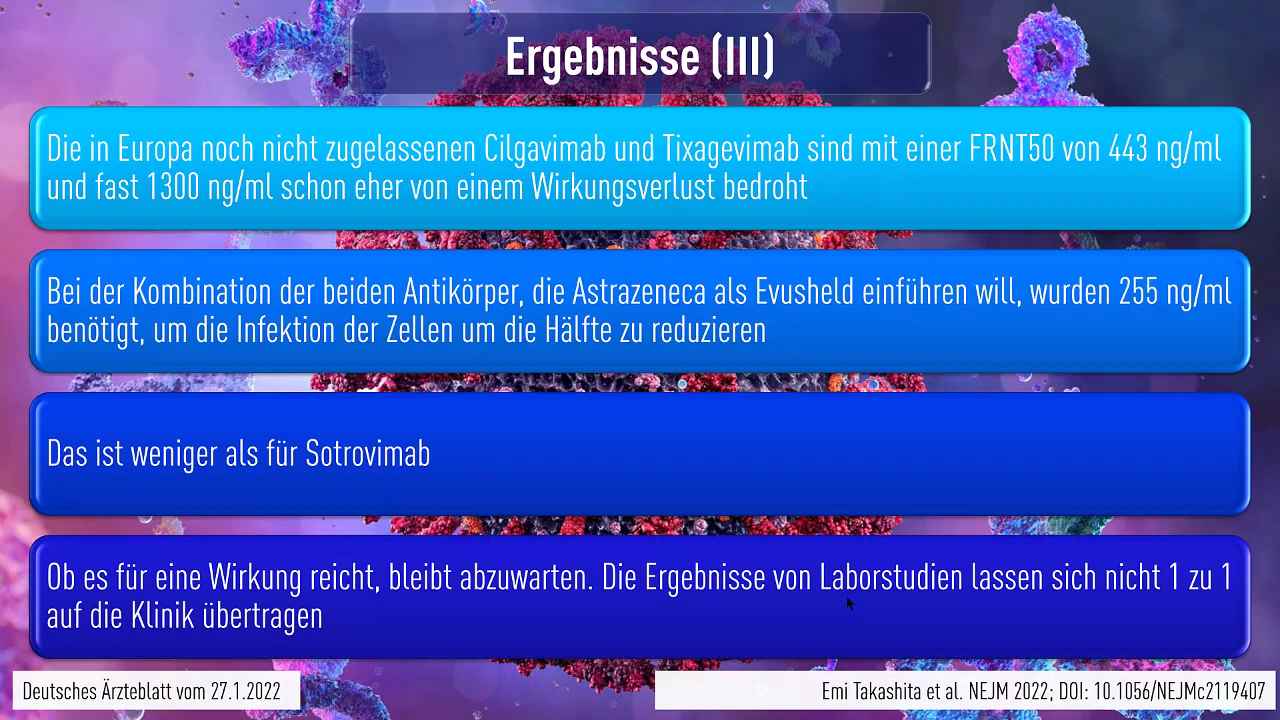 Ergebnisse (III)
Die in Europa noch nicht zugelassenen Cilgavimab und Tixagevimab sind mit einer FRNT50 von 443 ng/ml
und fast 1300 ng/ml schon eher von einem Wirkungsverlust bedroht
Bei der Kombination der beiden Antikörper, die Astrazeneca als Evusheld einführen will, wurden 255 ng/ml
benötigt, um die Infektion der Zellen um die Hälfte zu reduzieren
Das ist weniger als für Sotrovimab
Ob es für eine Wirkung reicht, bleibt abzuwarten. Die Ergebnisse von Laborstudien lassen sich nicht 1 zu 1
auf die Klinik übertragen
Deutsches Ärzteblatt vom 27.1.2022
Emi Takashita et al. NEJM 2022; DOI: 10.1056/NEJMc2119407